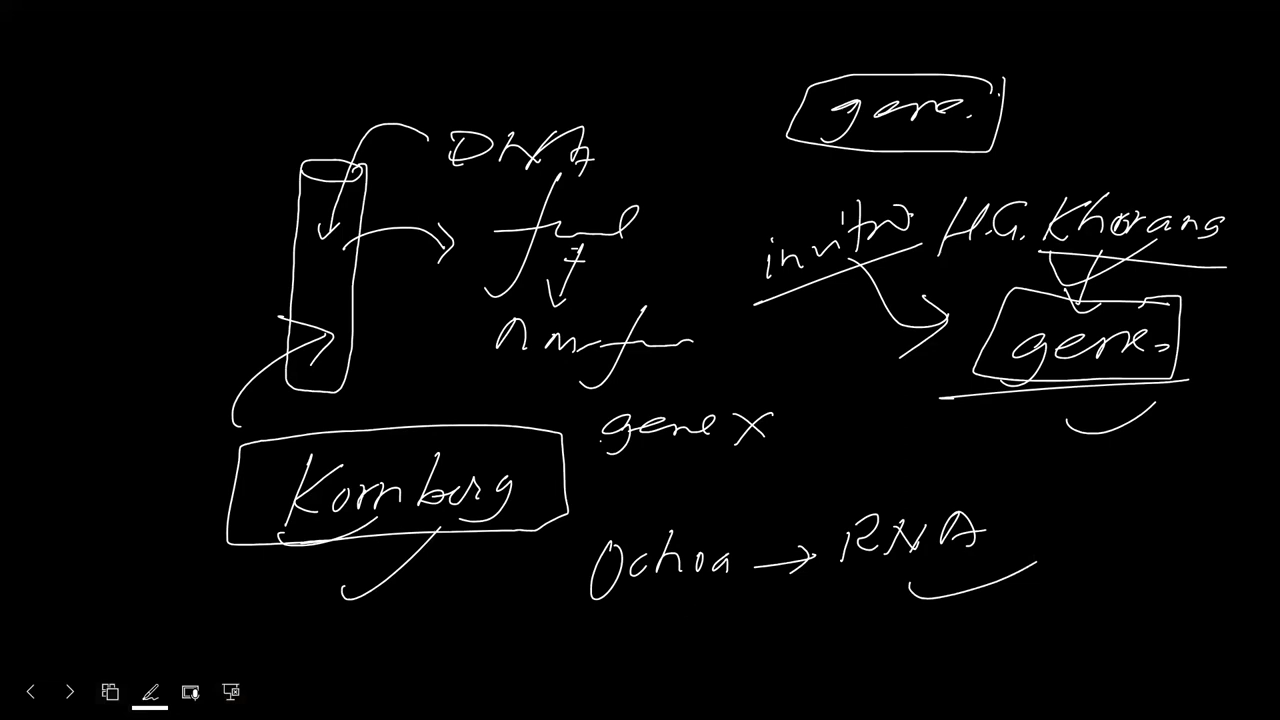 gene.
DNA
invitro H.G. Khorana
gene.
gene X
Kornberg
Ochoa → RNA